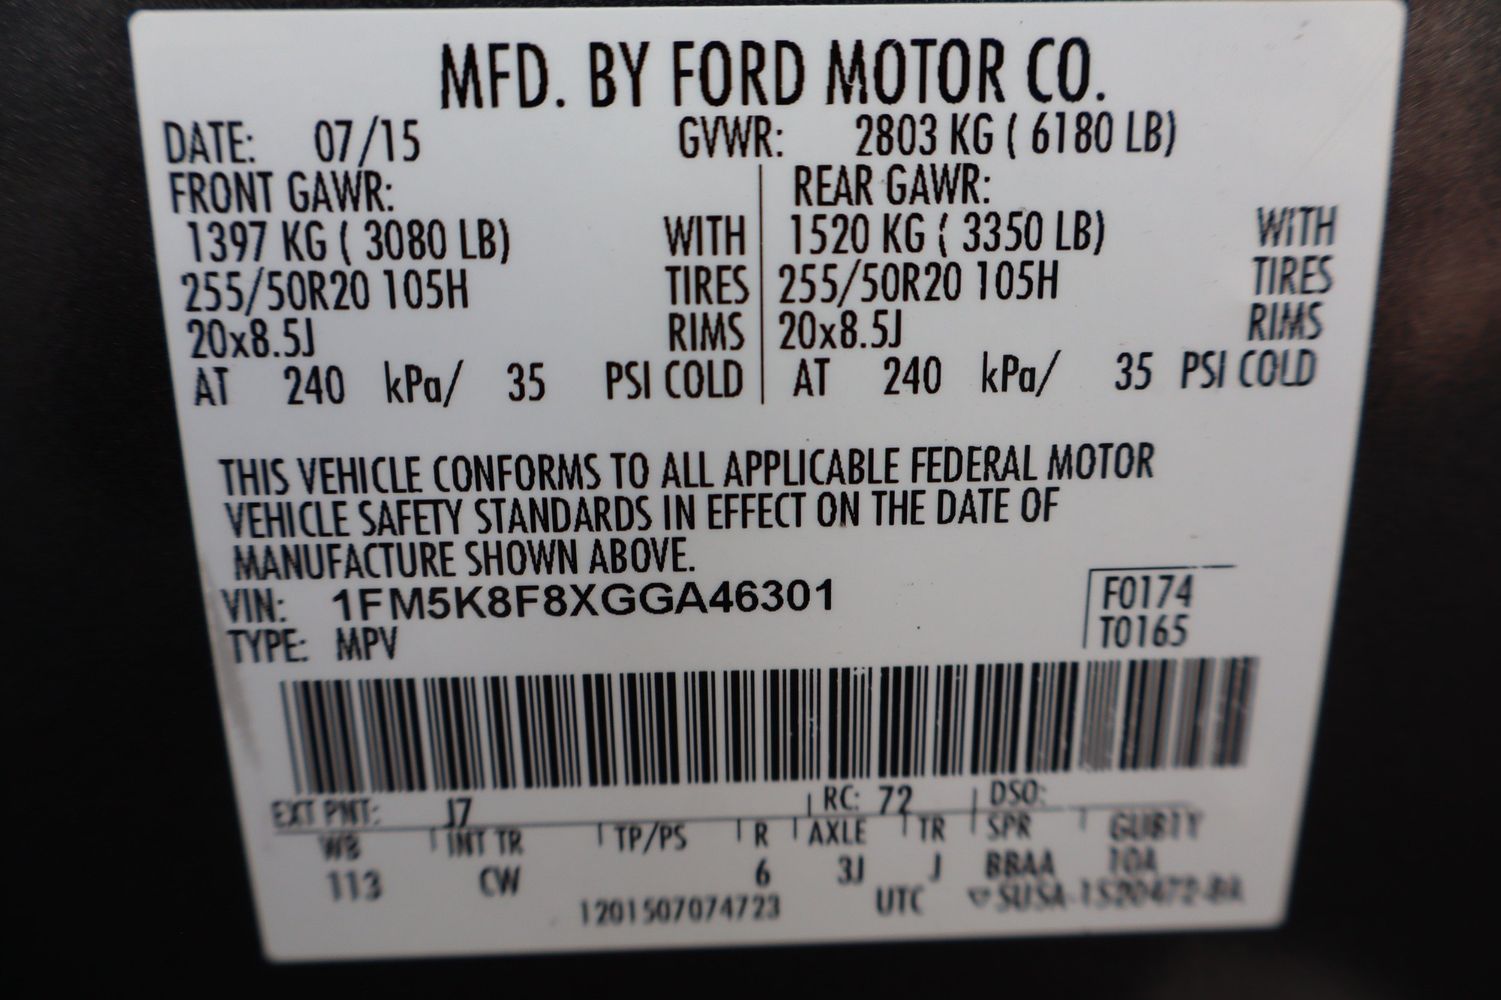 MFD. BY FORD MOTOR CO.
DATE: 07/15 GVWR: 2803 KG ( 6180 LB)
FRONT GAWR: REAR GAWR:
1397 KG ( 3080 LB) WITH 1520 KG ( 3350 LB) WITH
255/50R20 105H TIRES 255/50R20 105H TIRES
20x8.5J RIMS 20x8.5J RIMS
AT 240 kPa/ 35 PSI COLD AT 240 kPa/ 35 PSI COLD
THIS VEHICLE CONFORMS TO ALL APPLICABLE FEDERAL MOTOR
VEHICLE SAFETY STANDARDS IN EFFECT ON THE DATE OF
MANUFACTURE SHOWN ABOVE.
VIN: 1FM5K8F8XGGA46301 F0174
TYPE: MPV T0165
EXT PNT: J7 RC: 72 DSO:
WB INT TR TP/PS R AXLE TR SPR
113 CW 6 3J J BBAA
1201507074723 UTC